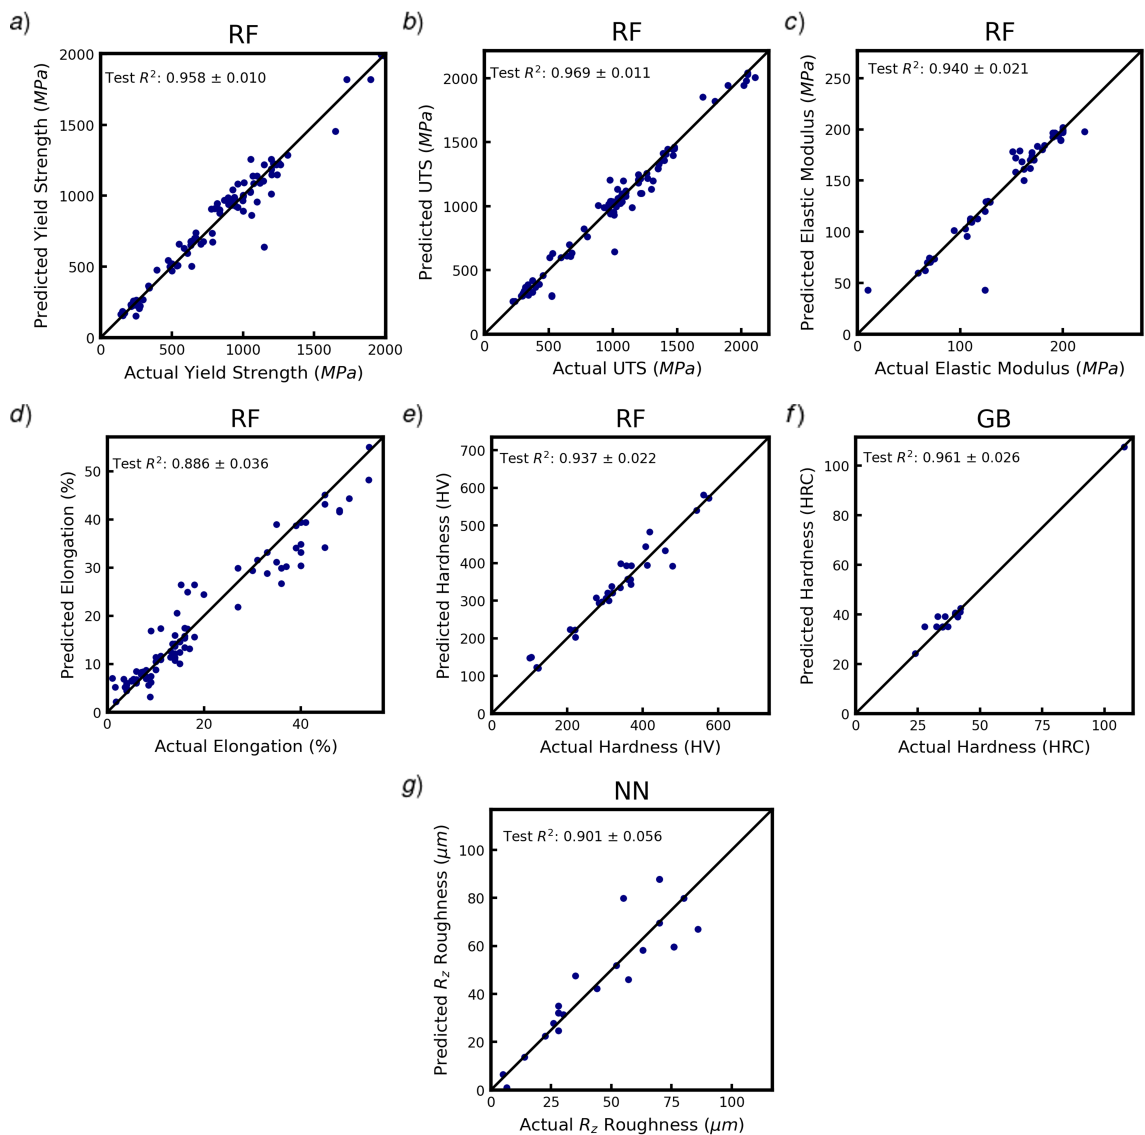 a)
RF
Test R²: 0.958 ± 0.010
Predicted Yield Strength (MPa)
2000
1500
1000
500
0
0 500 1000 1500 2000
Actual Yield Strength (MPa)
b)
RF
Test R²: 0.969 ± 0.011
Predicted UTS (MPa)
2000
1500
1000
500
0
0 500 1000 1500 2000
Actual UTS (MPa)
c)
RF
Test R²: 0.940 ± 0.021
Predicted Elastic Modulus (MPa)
250
200
150
100
50
0
0 100 200
Actual Elastic Modulus (MPa)
d)
RF
Test R²: 0.886 ± 0.036
Predicted Elongation (%)
50
40
30
20
10
0
0 20 40
Actual Elongation (%)
e)
RF
Test R²: 0.937 ± 0.022
Predicted Hardness (HV)
700
600
500
400
300
200
100
0
0 200 400 600
Actual Hardness (HV)
f)
GB
Test R²: 0.961 ± 0.026
Predicted Hardness (HRC)
100
80
60
40
20
0
0 25 50 75 100
Actual Hardness (HRC)
g)
NN
Test R²: 0.901 ± 0.056
Predicted Rz Roughness (μm)
100
80
60
40
20
0
0 25 50 75 100
Actual Rz Roughness (μm)